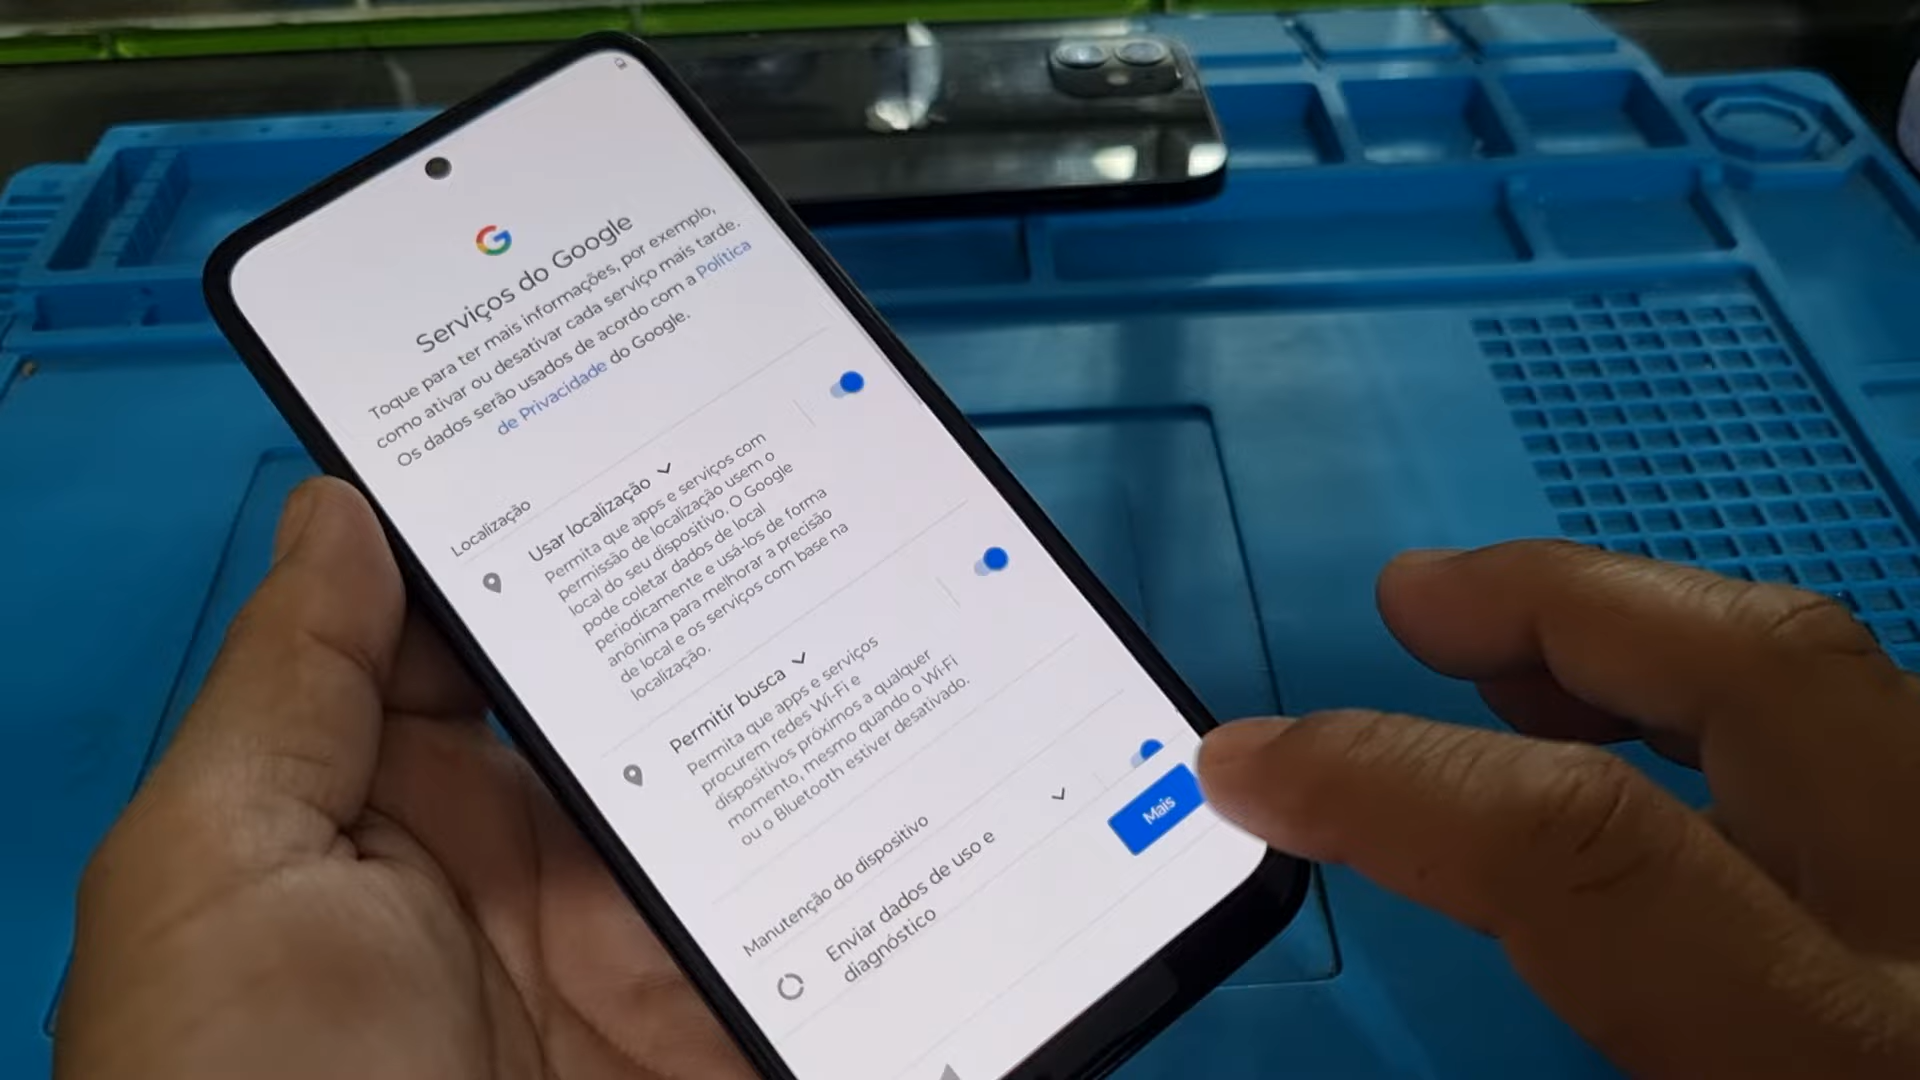 Serviços do Google
Toque para ter mais informações, por exemplo,
como ativar ou desativar cada serviço mais tarde.
Os dados serão usados de acordo com a Política
de Privacidade do Google.
Localização
Usar localização
Permita que apps e serviços com
permissão de localização usem o
local do seu dispositivo. O Google
pode coletar dados de local
periodicamente e usá-los de forma
anônima para melhorar a precisão
de local e os serviços com base na
localização.
Permitir busca
Permita que apps e serviços
procurem redes Wi-Fi e
dispositivos próximos a qualquer
momento, mesmo quando o Wi-Fi
ou o Bluetooth estiver desativado.
Manutenção do dispositivo
Enviar dados de uso e
diagnóstico
Mais